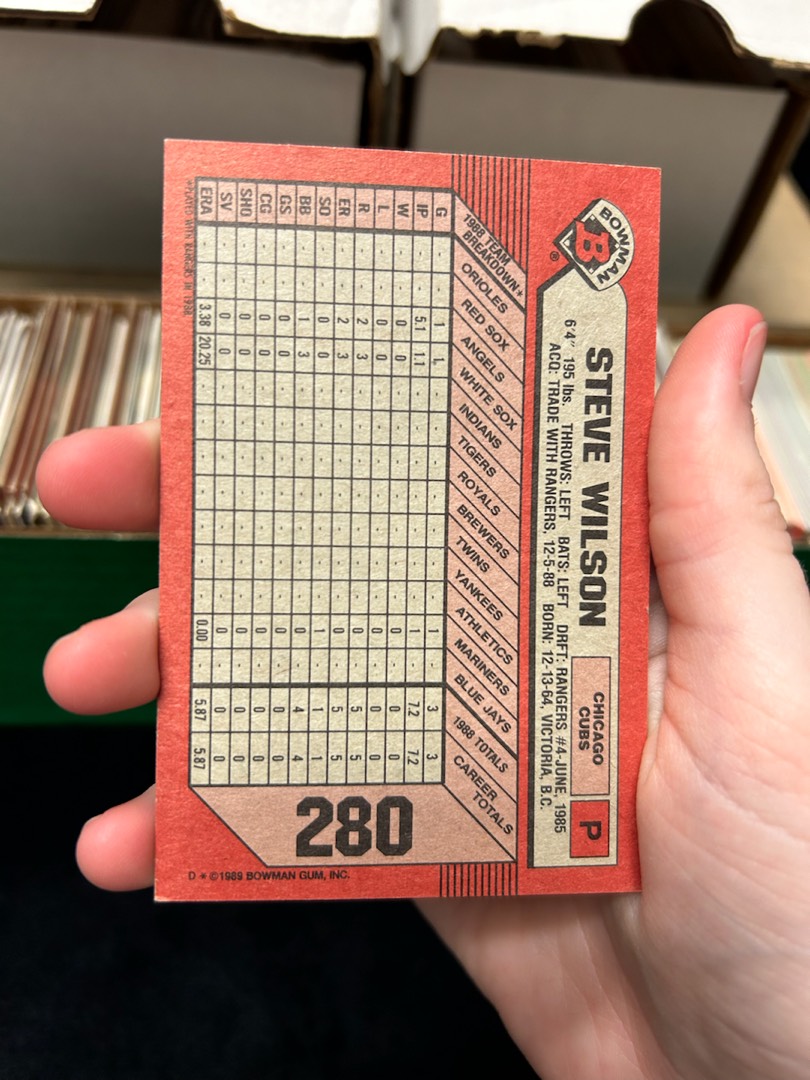 BOWMAN
B
®
STEVE WILSON
CHICAGO
CUBS
P
6'4" 195 lbs. THROWS: LEFT BATS: LEFT DRFT: RANGERS #4-JUNE, 1985
ACQ: TRADE WITH RANGERS, 12-5-88 BORN: 12-13-64, VICTORIA, B.C.
1988 TEAM BREAKDOWN* ORIOLES RED SOX ANGELS WHITE SOX INDIANS TIGERS ROYALS BREWERS TWINS YANKEES ATHLETICS MARINERS BLUE JAYS 1988 TOTALS CAREER TOTALS
G - - 1 1 - - - - - - - 1 - 3 3
IP - - 5.1 1.1 - - - - - - - 1 - 7.2 7.2
W - - 0 0 - - - - - - - 0 - 0 0
L - - 0 0 - - - - - - - 0 - 0 0
R - - 2 3 - - - - - - - 0 - 5 5
ER - - 2 3 - - - - - - - 0 - 5 5
SO - - 0 0 - - - - - - - 1 - 1 1
BB - - 1 3 - - - - - - - 0 - 4 4
GS - - 0 0 - - - - - - - 0 - 0 0
CG - - 0 0 - - - - - - - 0 - 0 0
SHO - - 0 0 - - - - - - - 0 - 0 0
SV - - 0 0 - - - - - - - 0 - 0 0
ERA - - 3.38 20.25 - - - - - - - 0.00 - 5.87 5.87
*PLAYED WITH RANGERS IN 1988.
280
D * ©1989 BOWMAN GUM, INC.